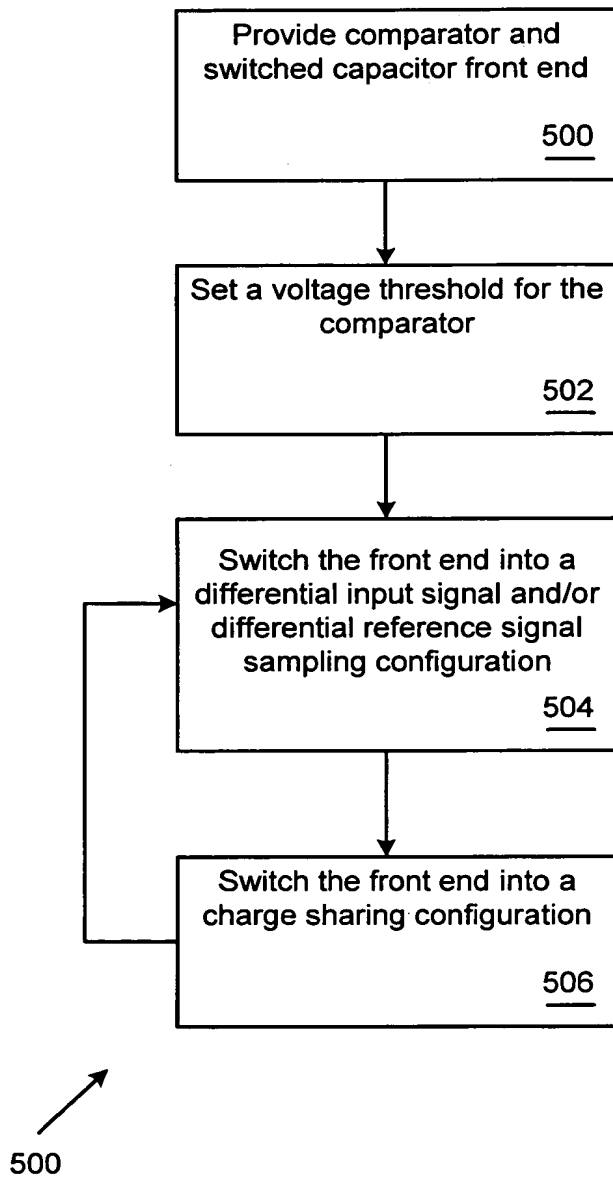 Provide comparator and
switched capacitor front end
500
Set a voltage threshold for the
comparator
502
Switch the front end into a
differential input signal and/or
differential reference signal
sampling configuration
504
Switch the front end into a
charge sharing configuration
506
500